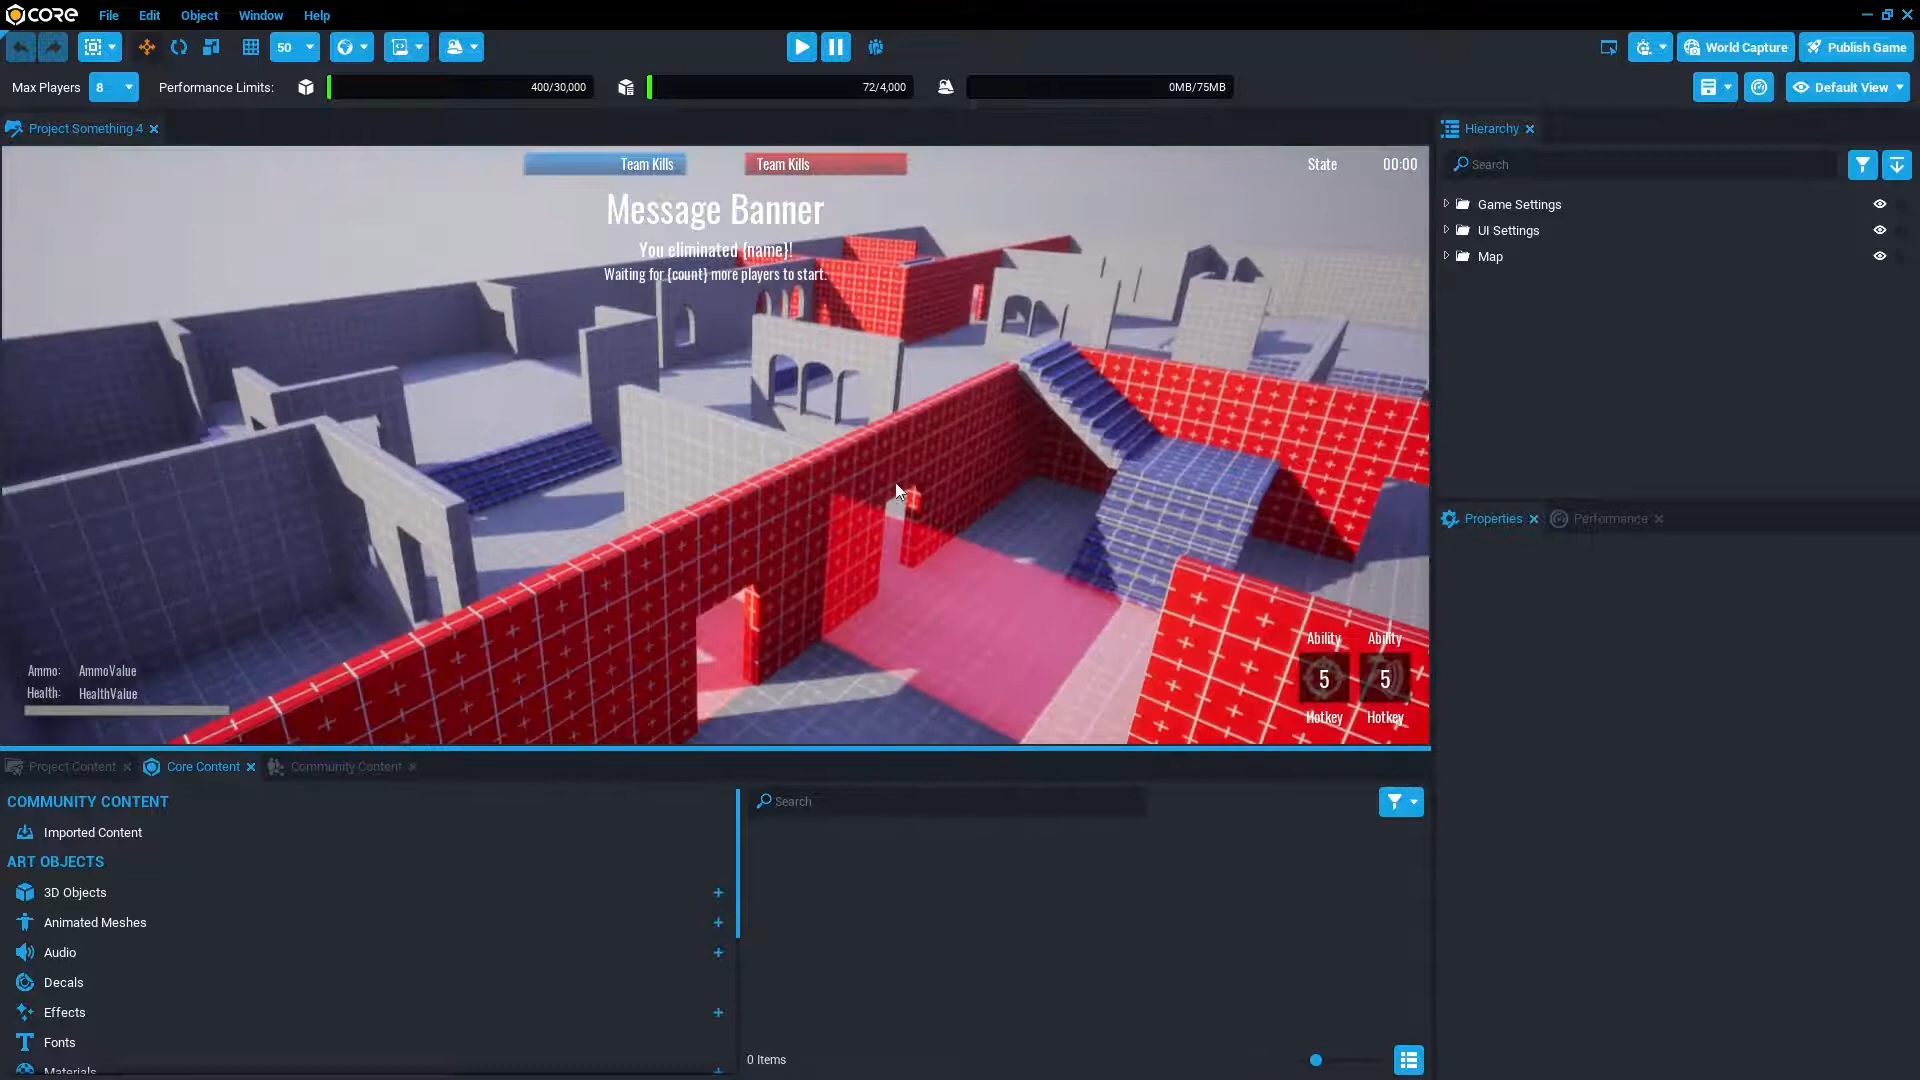 CORE
File Edit Object Window Help
50
World Capture
Publish Game
Max Players 8 Performance Limits: 400/30,000 72/4,000 0MB/75MB
Default View
Project Something 4
Hierarchy
Team Kills
Team Kills
State 00:00
Search
Message Banner
Game Settings
UI Settings
You eliminated {name}!
Map
Waiting for {count} more players to start.
Properties
Performance
Ability Ability
Ammo: AmmoValue
Health: HealthValue
5 5
Hotkey Hotkey
Project Content
Core Content
Community Content
COMMUNITY CONTENT
Search
Imported Content
ART OBJECTS
3D Objects
Animated Meshes
Audio
Decals
Effects
Fonts
Materials
0 Items